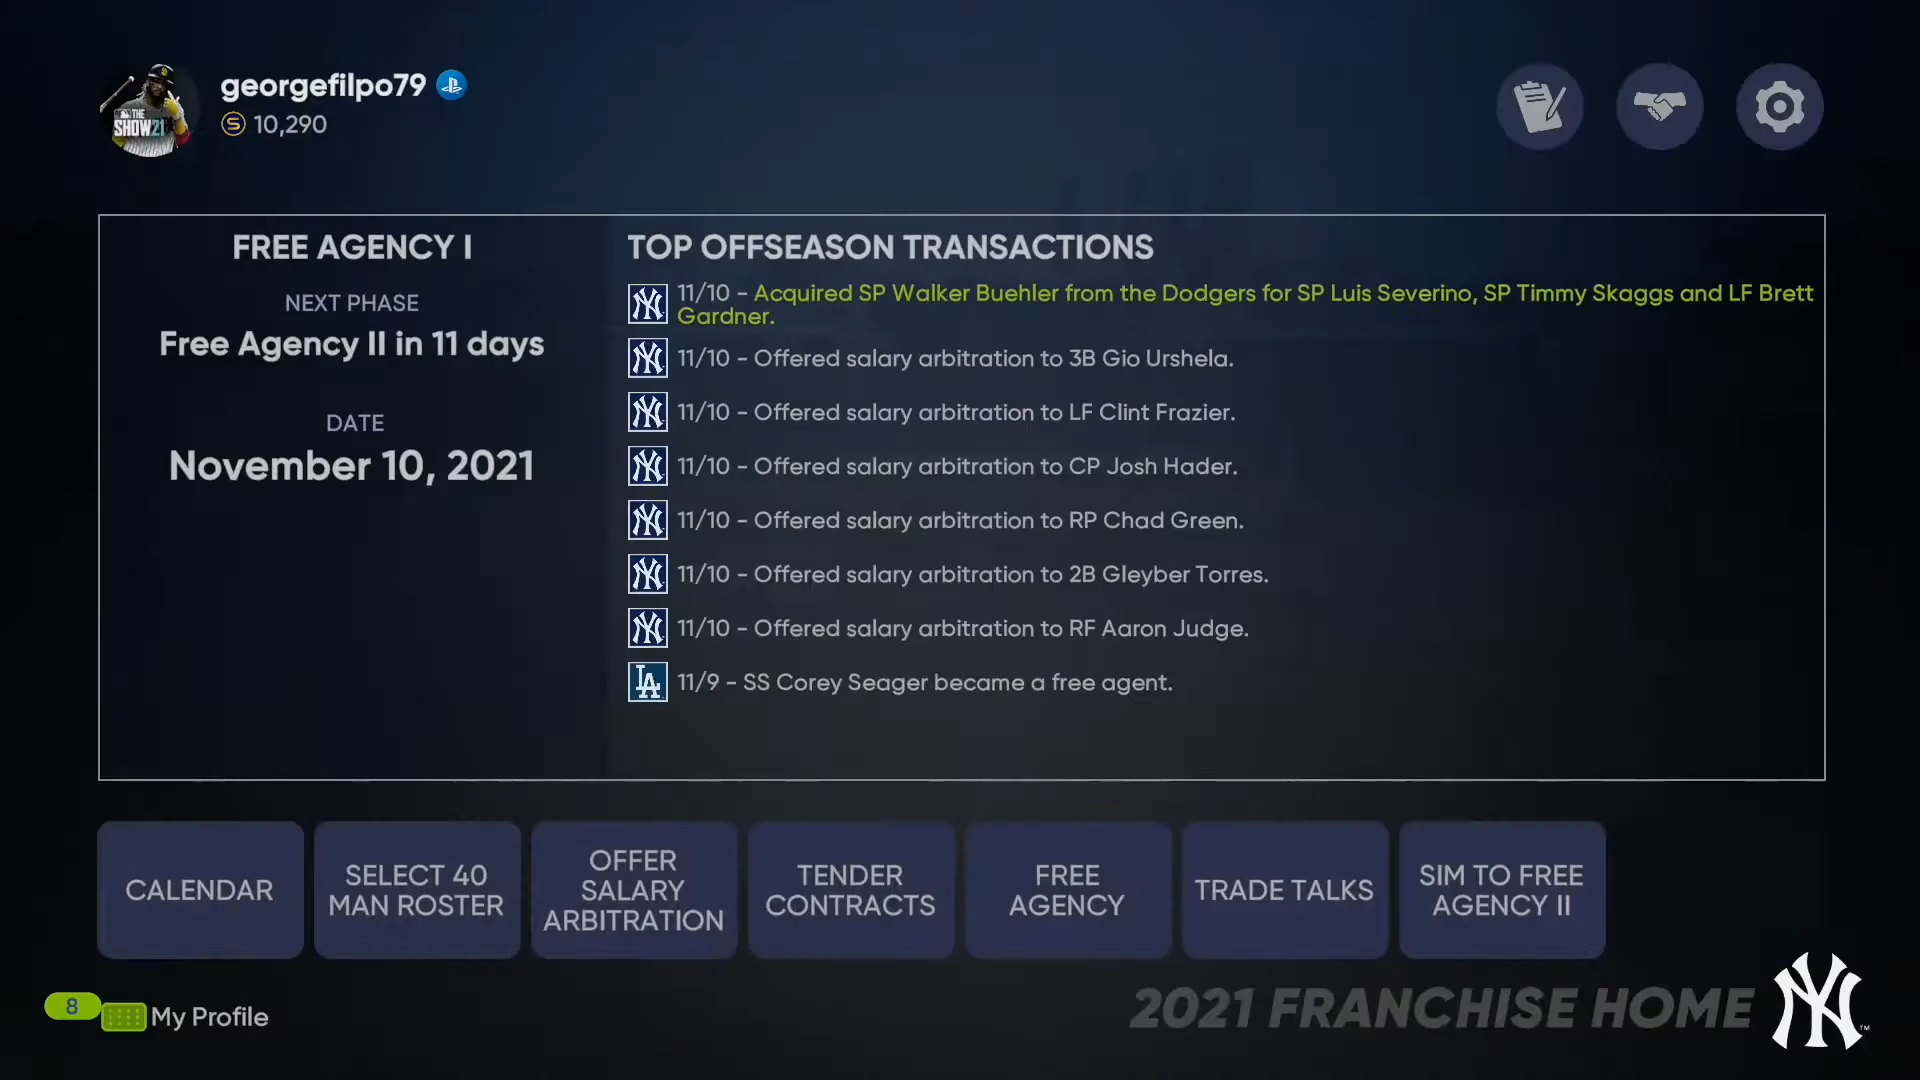 georgefilpo79
10,290
THE
SHOW21
FREE AGENCY I
NEXT PHASE
Free Agency II in 11 days
DATE
November 10, 2021
TOP OFFSEASON TRANSACTIONS
11/10 - Acquired SP Walker Buehler from the Dodgers for SP Luis Severino, SP Timmy Skaggs and LF Brett
Gardner.
11/10 - Offered salary arbitration to 3B Gio Urshela.
11/10 - Offered salary arbitration to LF Clint Frazier.
11/10 - Offered salary arbitration to CP Josh Hader.
11/10 - Offered salary arbitration to RP Chad Green.
11/10 - Offered salary arbitration to 2B Gleyber Torres.
11/10 - Offered salary arbitration to RF Aaron Judge.
LA
11/9 - SS Corey Seager became a free agent.
CALENDAR
SELECT 40
MAN ROSTER
OFFER
SALARY
ARBITRATION
TENDER
CONTRACTS
FREE
AGENCY
TRADE TALKS
SIM TO FREE
AGENCY II
8
My Profile
2021 FRANCHISE HOME
NY
TM